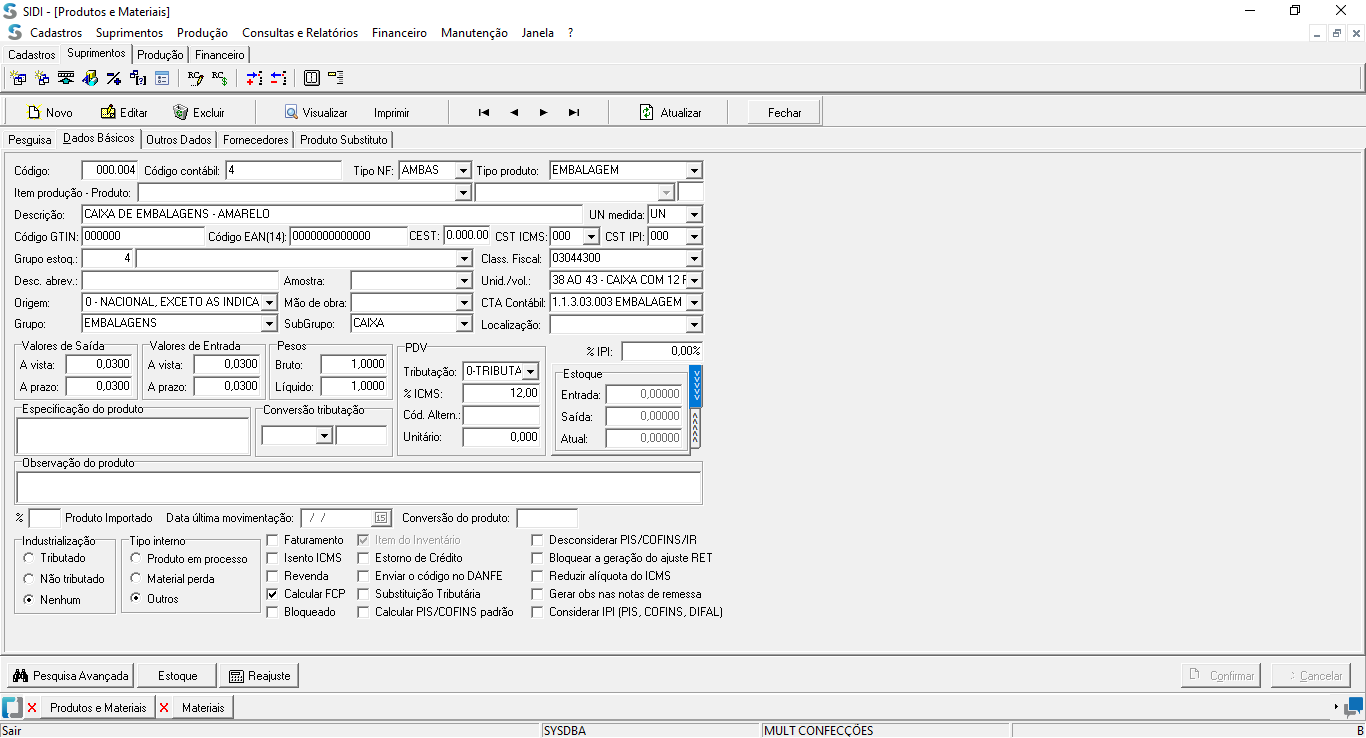 SIDI - [Produtos e Materiais]
Cadastros Suprimentos Produção Consultas e Relatórios Financeiro Manutenção Janela ?
Cadastros Suprimentos Produção Financeiro
Novo Editar Excluir Visualizar Imprimir Atualizar Fechar
Pesquisa Dados Básicos Outros Dados Fornecedores Produto Substituto
Código: 000.004 Código contábil: 4 Tipo NF: AMBAS Tipo produto: EMBALAGEM
Item produção - Produto:
Descrição: CAIXA DE EMBALAGENS - AMARELO UN medida: UN
Código GTIN: 000000 Código EAN(14): 0000000000000 CEST: 0.000.00 CST ICMS: 000 CST IPI: 000
Grupo estoq.: 4 Class. Fiscal: 03044300
Desc. abrev.: Amostra: Unid./vol.: 38 AO 43 - CAIXA COM 12
Origem: 0 - NACIONAL, EXCETO AS INDICA Mão de obra: CTA Contábil: 1.1.3.03.003 EMBALAGEM
Grupo: EMBALAGENS SubGrupo: CAIXA Localização:
Valores de Saída Valores de Entrada Pesos PDV % IPI: 0,00%
A vista: 0,0300 A vista: 0,0300 Bruto: 1,0000 Tributação: 0-TRIBUTA Estoque
A prazo: 0,0300 A prazo: 0,0300 Líquido: 1,0000 % ICMS: 12,00 Entrada: 0,00000
Especificação do produto Conversão tributação Cód. Altern.: Saída: 0,00000
Unitário: 0,000 Atual: 0,00000
Observação do produto
% Produto Importado Data última movimentação: / / 15 Conversão do produto:
Industrialização Tipo interno Faturamento Item do Inventário Desconsiderar PIS/COFINS/IR
Tributado Produto em processo Isento ICMS Estorno de Crédito Bloquear a geração do ajuste RET
Não tributado Material perda Revenda Enviar o código no DANFE Reduzir alíquota do ICMS
Nenhum Outros Calcular FCP Substituição Tributária Gerar obs nas notas de remessa
Bloqueado Calcular PIS/COFINS padrão Considerar IPI (PIS, COFINS, DIFAL)
Pesquisa Avançada Estoque Reajuste Confirmar Cancelar
Produtos e Materiais Materiais
Sair SYSDBA MULT CONFECÇÕES B